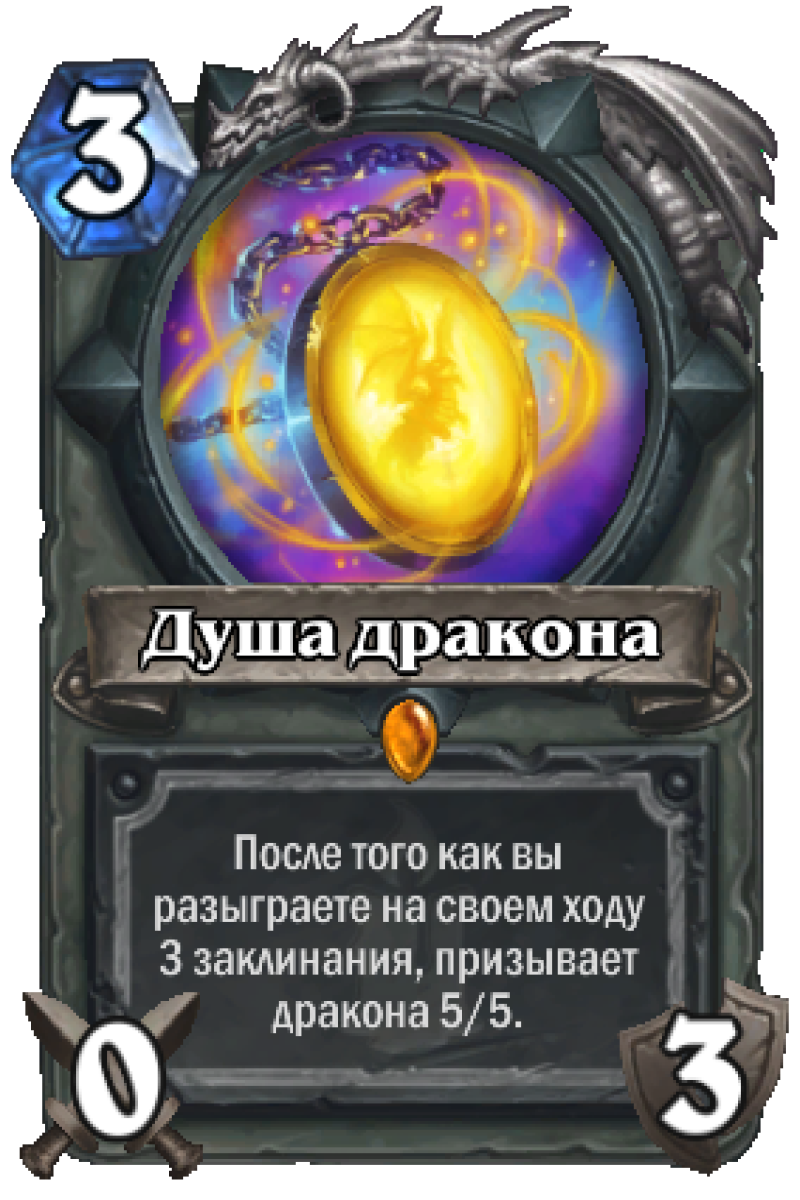 3
Душа дракона
После того как вы
разыграете на своем ходу
3 заклинания, призывает
дракона 5/5.
0
3